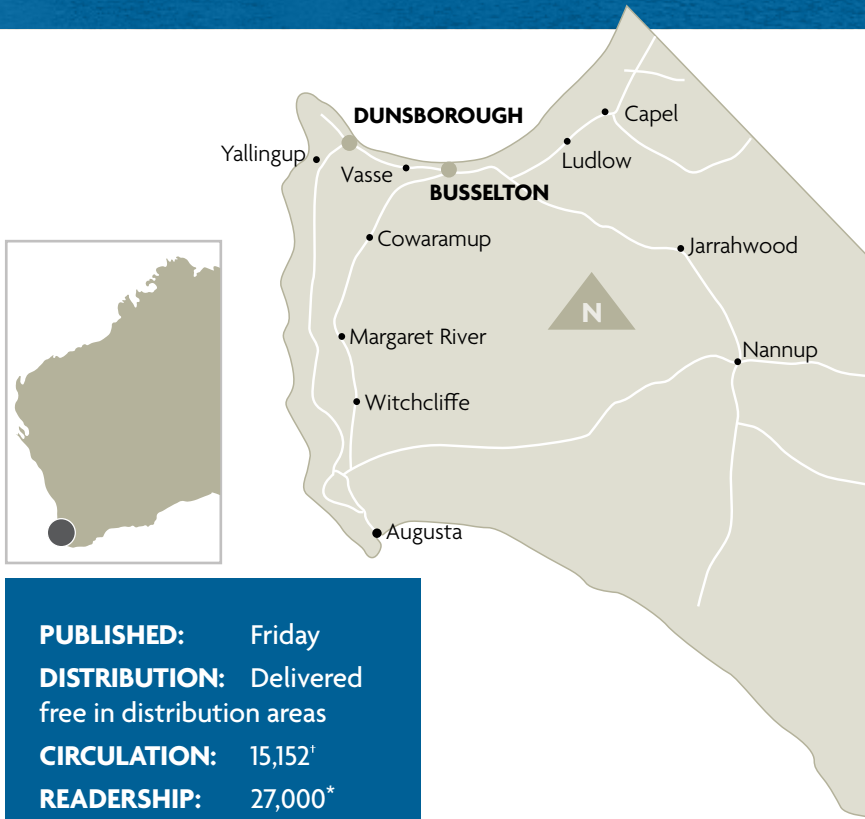 DUNSBOROUGH
Capel
Yallingup
Vasse
Ludlow
BUSSELTON
Cowaramup
Jarrahwood
N
Margaret River
Nannup
Witchcliffe
Augusta
PUBLISHED: Friday
DISTRIBUTION: Delivered
free in distribution areas
CIRCULATION: 15,152†
READERSHIP: 27,000*